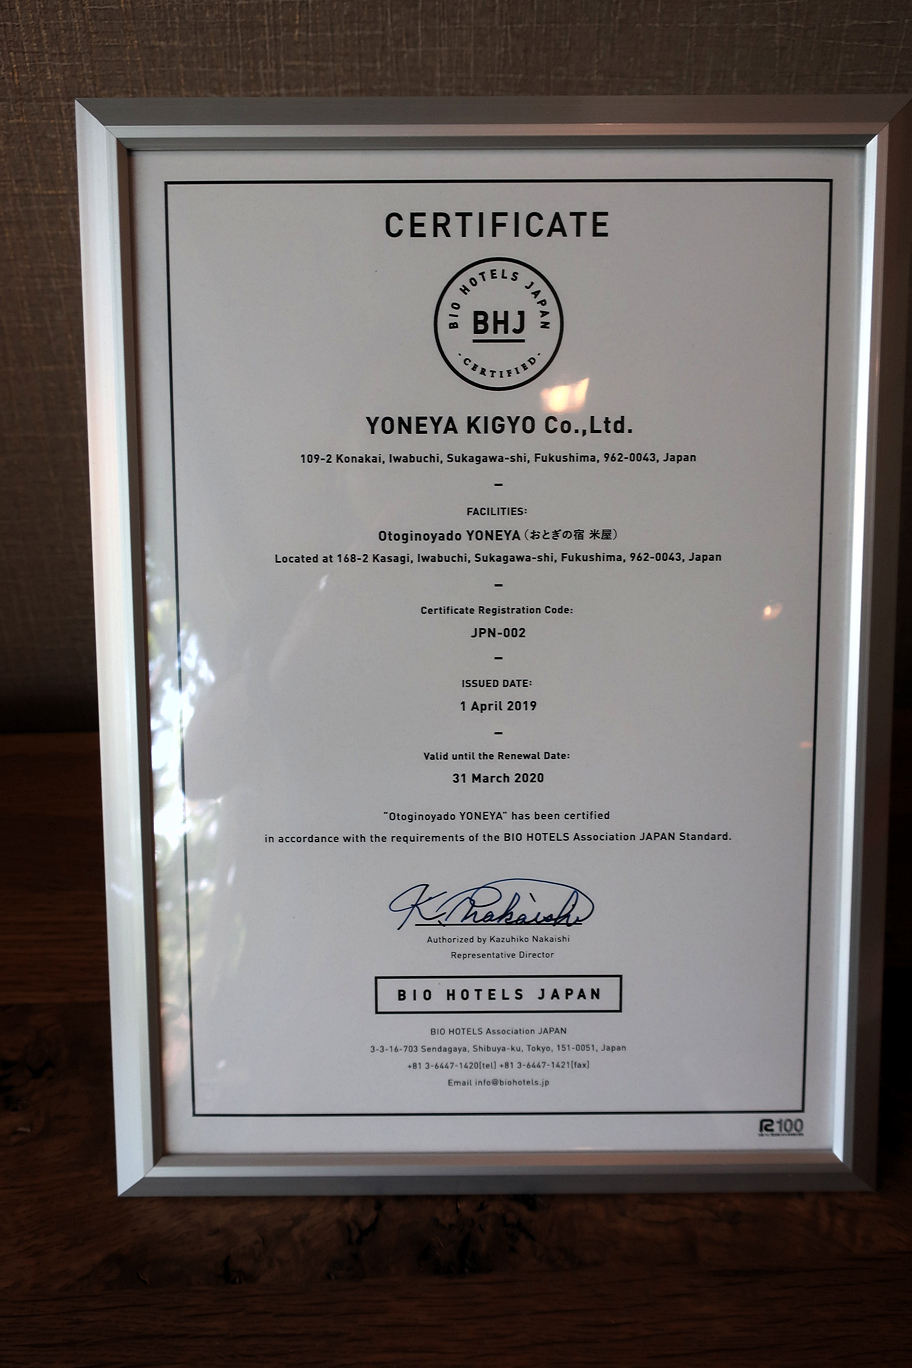 CERTIFICATE
BIO HOTELS JAPAN
BHJ
· CERTIFIED ·
YONEYA KIGYO Co.,Ltd.
109-2 Konakai, Iwabuchi, Sukagawa-shi, Fukushima, 962-0043, Japan
–
FACILITIES:
Otoginoyado YONEYA（おとぎの宿 米屋）
Located at 168-2 Kasagi, Iwabuchi, Sukagawa-shi, Fukushima, 962-0043, Japan
–
Certificate Registration Code:
JPN-002
–
ISSUED DATE:
1 April 2019
–
Valid until the Renewal Date:
31 March 2020
"Otoginoyado YONEYA" has been certified
in accordance with the requirements of the BIO HOTELS Association JAPAN Standard.
K. Nakaishi
Authorized by Kazuhiko Nakaishi
Representative Director
BIO HOTELS JAPAN
BIO HOTELS Association JAPAN
3-3-16-703 Sendagaya, Shibuya-ku, Tokyo, 151-0051, Japan
+81 3-6447-1420[tel] +81 3-6447-1421[fax]
Email info@biohotels.jp
R100